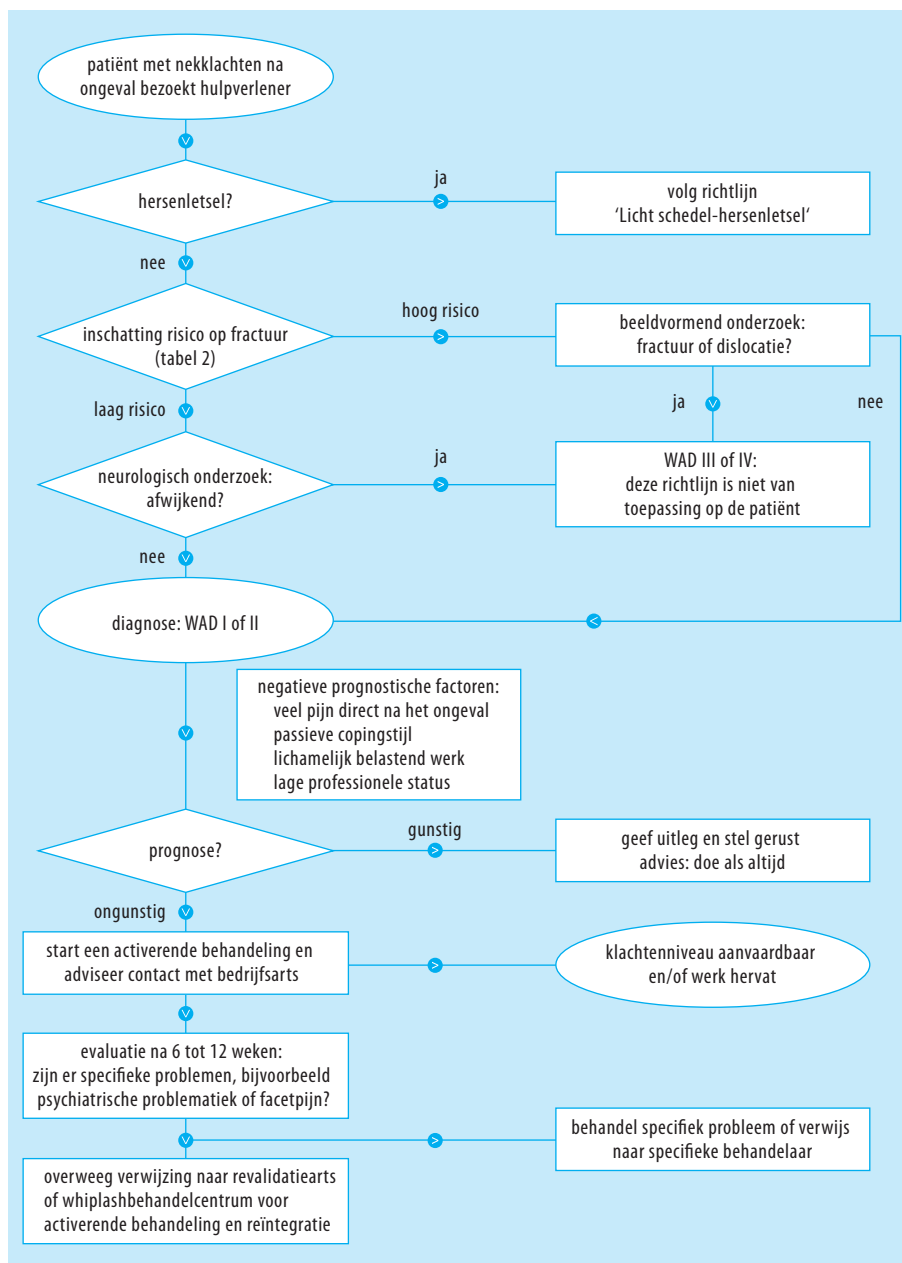 patiënt met nekklachten na
ongeval bezoekt hulpverlener
hersenletsel?
ja
volg richtlijn
'Licht schedel-hersenletsel'
nee
inschatting risico op fractuur
(tabel 2)
hoog risico
beeldvormend onderzoek:
fractuur of dislocatie?
laag risico
ja
nee
neurologisch onderzoek:
afwijkend?
ja
WAD III of IV:
deze richtlijn is niet van
toepassing op de patiënt
nee
diagnose: WAD I of II
negatieve prognostische factoren:
veel pijn direct na het ongeval
passieve copingstijl
lichamelijk belastend werk
lage professionele status
prognose?
gunstig
geef uitleg en stel gerust
advies: doe als altijd
ongunstig
start een activerende behandeling en
adviseer contact met bedrijfsarts
klachtenniveau aanvaardbaar
en/of werk hervat
evaluatie na 6 tot 12 weken:
zijn er specifieke problemen, bijvoorbeeld
psychiatrische problematiek of facetpijn?
behandel specifiek probleem of verwijs
naar specifieke behandelaar
overweeg verwijzing naar revalidatiearts
of whiplashbehandelcentrum voor
activerende behandeling en reïntegratie